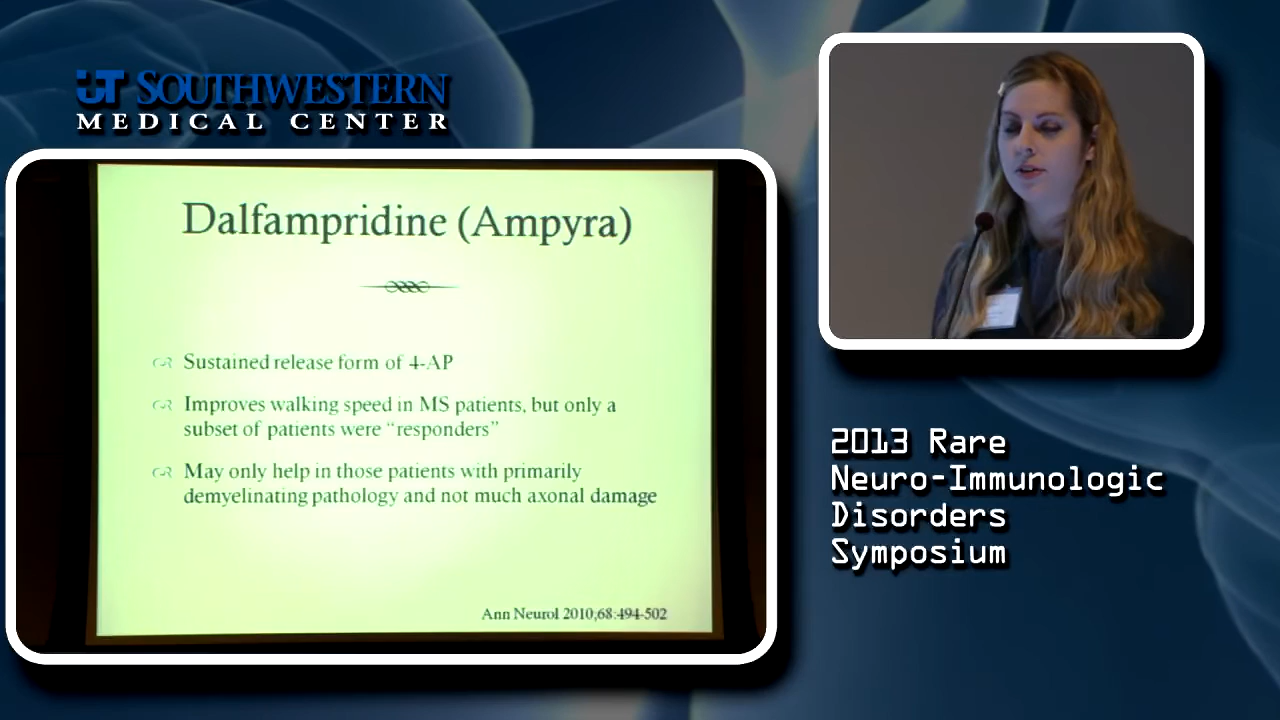 UT SOUTHWESTERN
MEDICAL CENTER
Dalfampridine (Ampyra)
Sustained release form of 4-AP
Improves walking speed in MS patients, but only a
subset of patients were “responders”
May only help in those patients with primarily
demyelinating pathology and not much axonal damage
Ann Neurol 2010;68:494-502
2013 Rare
Neuro-Immunologic
Disorders
Symposium